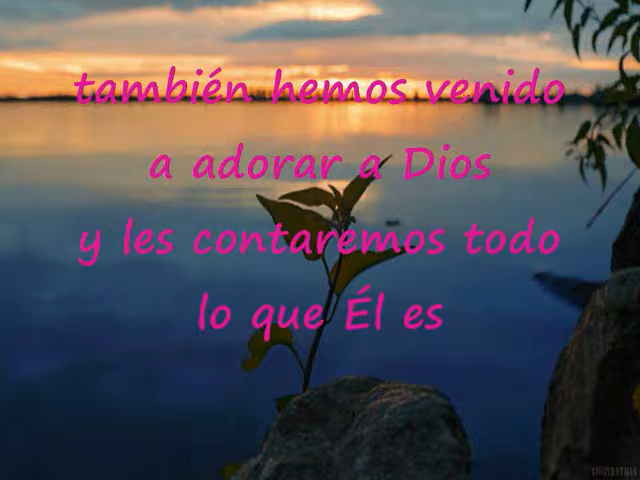 también hemos venido
a adorar a Dios
y les contaremos todo
lo que Él es